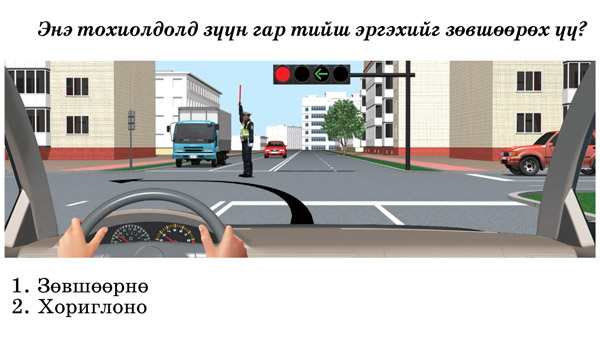 Энэ тохиолдолд зүүн гар тийш эргэхийг зөвшөөрөх үү?
1. Зөвшөөрнө
2. Хориглоно